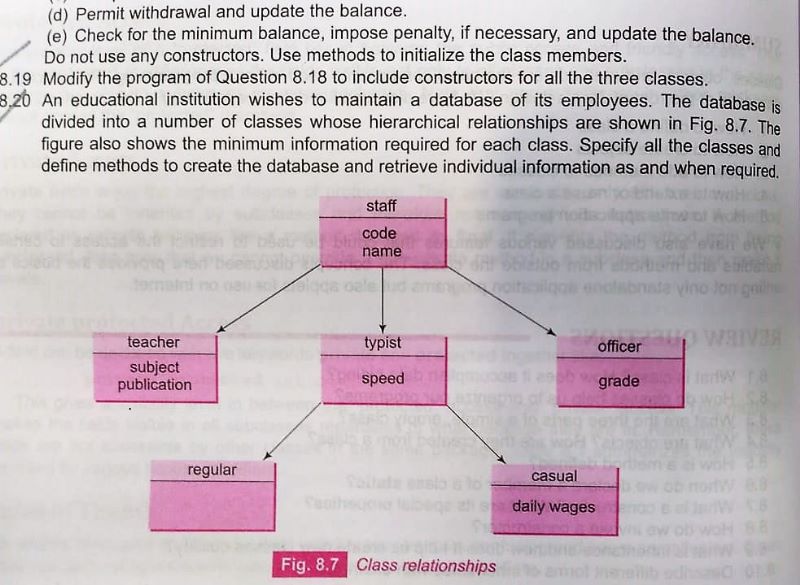 (d) Permit withdrawal and update the balance.
(e) Check for the minimum balance, impose penalty, if necessary, and update the balance.
Do not use any constructors. Use methods to initialize the class members.
8.19 Modify the program of Question 8.18 to include constructors for all the three classes.
8.20 An educational institution wishes to maintain a database of its employees. The database is
divided into a number of classes whose hierarchical relationships are shown in Fig. 8.7. The
figure also shows the minimum information required for each class. Specify all the classes and
define methods to create the database and retrieve individual information as and when required.
staff
code
name
teacher
subject
publication
typist
speed
officer
grade
regular
casual
daily wages
Fig. 8.7 Class relationships